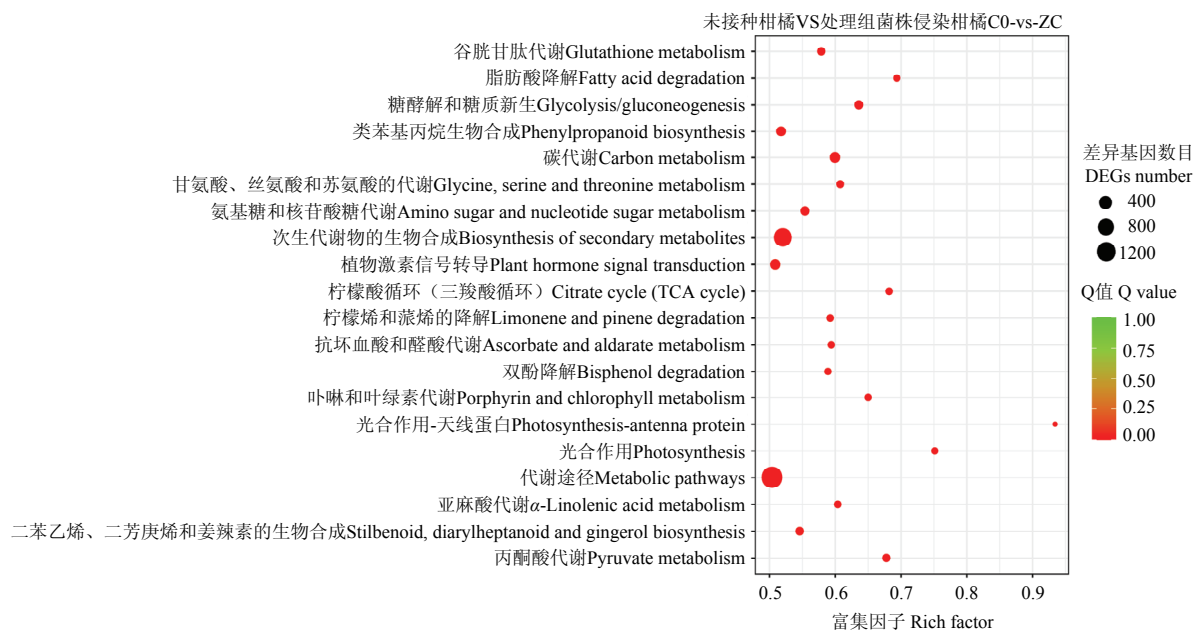 未接种柑橘VS处理组菌株侵染柑橘C0-vs-ZC
谷胱甘肽代谢Glutathione metabolism
脂肪酸降解Fatty acid degradation
糖酵解和糖质新生Glycolysis/gluconeogenesis
类苯基丙烷生物合成Phenylpropanoid biosynthesis
碳代谢Carbon metabolism
甘氨酸、丝氨酸和苏氨酸的代谢Glycine, serine and threonine metabolism
氨基糖和核苷酸糖代谢Amino sugar and nucleotide sugar metabolism
次生代谢物的生物合成Biosynthesis of secondary metabolites
植物激素信号转导Plant hormone signal transduction
柠檬酸循环（三羧酸循环）Citrate cycle (TCA cycle)
柠檬烯和蒎烯的降解Limonene and pinene degradation
抗坏血酸和醛酸代谢Ascorbate and aldarate metabolism
双酚降解Bisphenol degradation
卟啉和叶绿素代谢Porphyrin and chlorophyll metabolism
光合作用-天线蛋白Photosynthesis-antenna protein
光合作用Photosynthesis
代谢途径Metabolic pathways
亚麻酸代谢α-Linolenic acid metabolism
二苯乙烯、二芳庚烯和姜辣素的生物合成Stilbenoid, diarylheptanoid and gingerol biosynthesis
丙酮酸代谢Pyruvate metabolism
0.5 0.6 0.7 0.8 0.9
富集因子 Rich factor
差异基因数目
DEGs number
400
800
1200
Q值 Q value
1.00
0.75
0.50
0.25
0.00